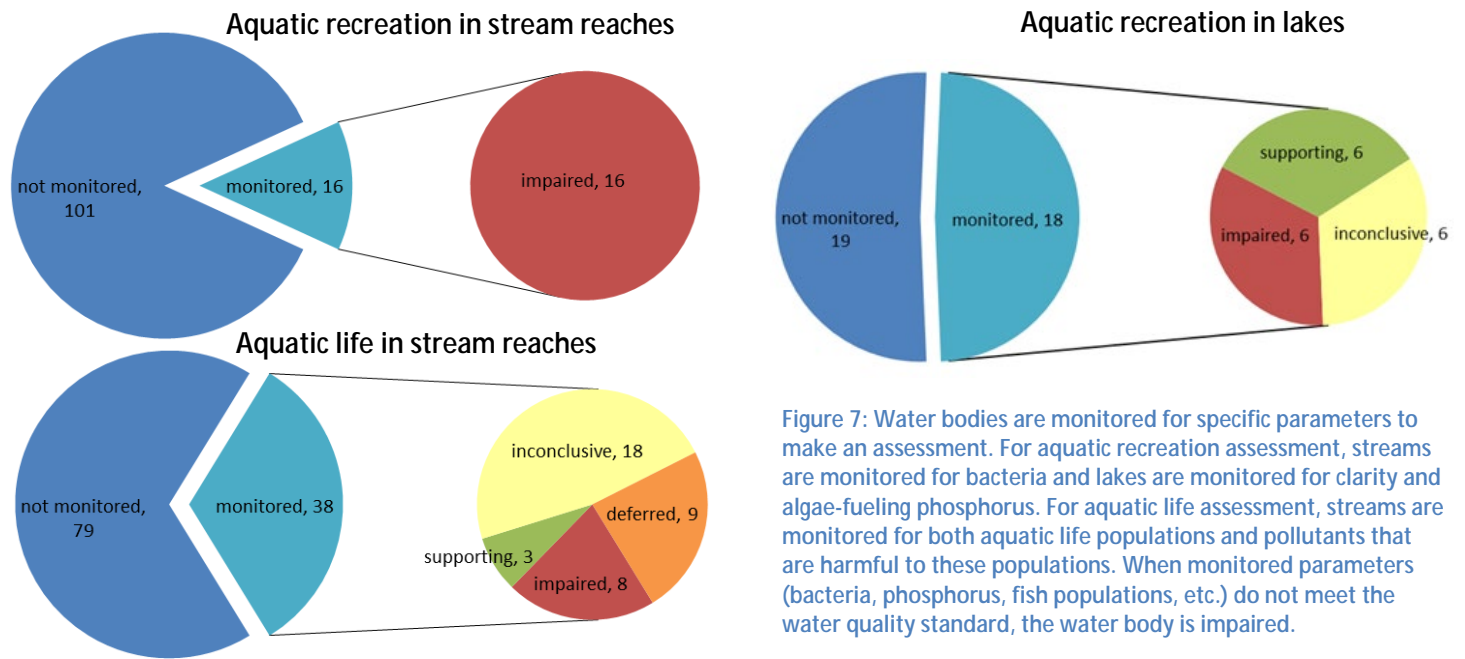 Aquatic recreation in stream reaches
not monitored,
101
monitored, 16
impaired, 16
Aquatic recreation in lakes
not monitored,
19
monitored, 18
supporting, 6
impaired, 6
inconclusive, 6
Aquatic life in stream reaches
not monitored,
79
monitored, 38
inconclusive, 18
deferred, 9
supporting, 3
impaired, 8
Figure 7: Water bodies are monitored for specific parameters to
make an assessment. For aquatic recreation assessment, streams
are monitored for bacteria and lakes are monitored for clarity and
algae-fueling phosphorus. For aquatic life assessment, streams are
monitored for both aquatic life populations and pollutants that
are harmful to these populations. When monitored parameters
(bacteria, phosphorus, fish populations, etc.) do not meet the
water quality standard, the water body is impaired.